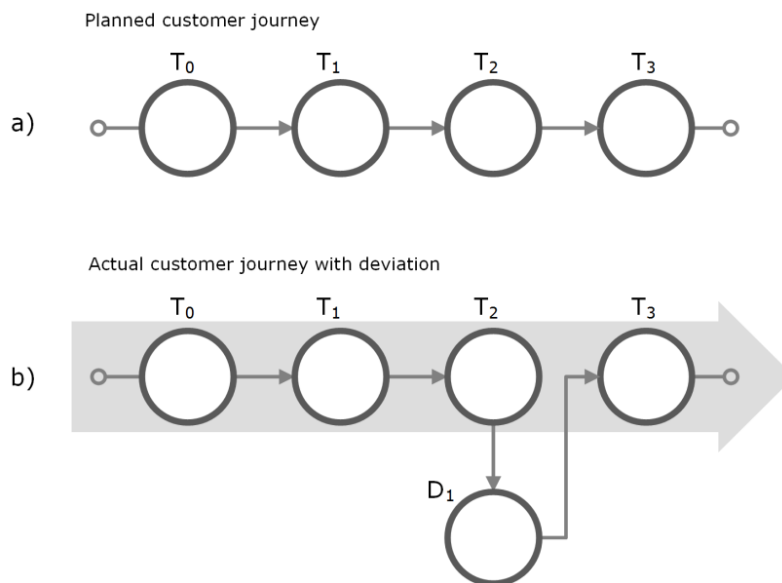 Planned customer journey
T₀ T₁ T₂ T₃
a)
Actual customer journey with deviation
T₀ T₁ T₂ T₃
b)
D₁